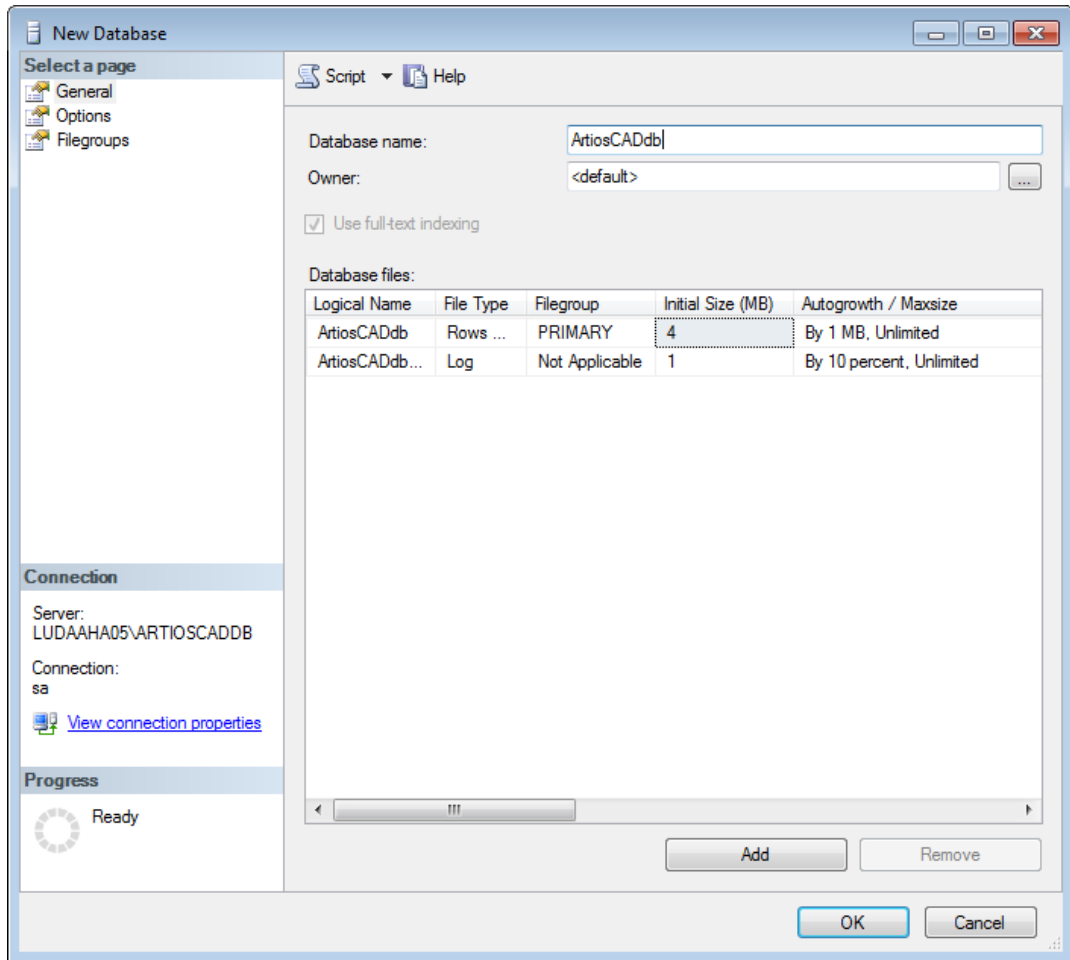 New Database
Select a page
General
Options
Filegroups
Script Help
Database name: ArtiosCADdb
Owner: <default> ...
Use full-text indexing
Database files:
Logical Name File Type Filegroup Initial Size (MB) Autogrowth / Maxsize
ArtiosCADdb Rows ... PRIMARY 4 By 1 MB, Unlimited
ArtiosCADdb... Log Not Applicable 1 By 10 percent, Unlimited
Connection
Server:
LUDAAHA05\ARTIOSCADDB
Connection:
sa
View connection properties
Progress
Ready
Add Remove
OK Cancel